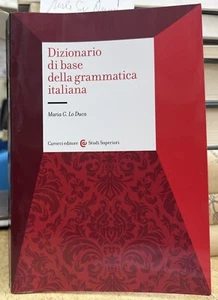 Dizionario
di base
della grammatica
italiana
Maria G. Lo Duca
Carocci editore Studi Superiori